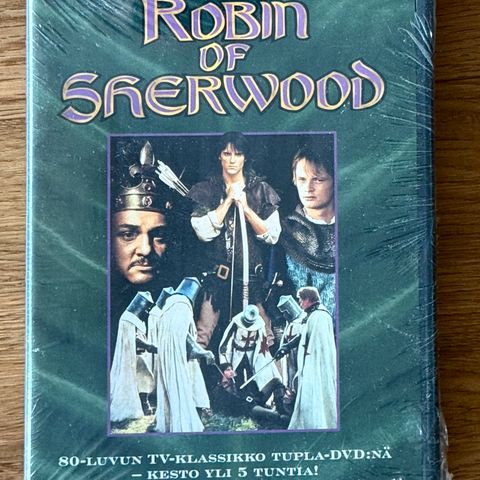 ROBIN
OF
SHERWOOD
80-LUVUN TV-KLASSIKKO TUPLA-DVD:NÄ
– KESTO YLI 5 TUNTIA!